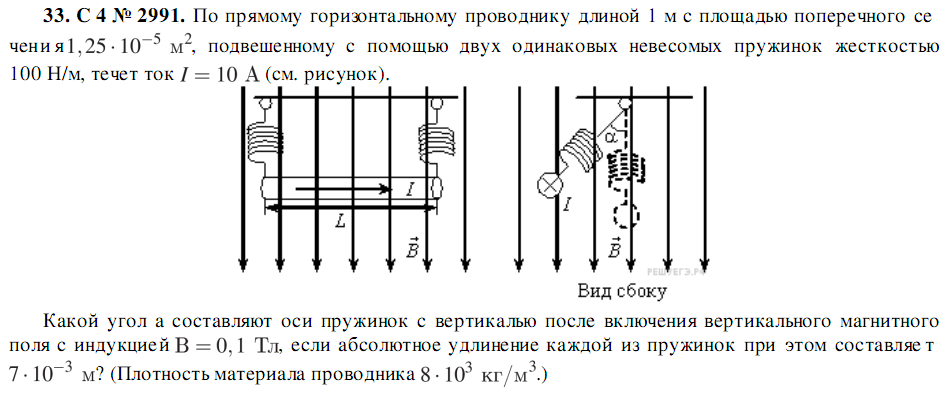 33. С 4 № 2991. По прямому горизонтальному проводнику длиной 1 м с площадью поперечного се
чени я 1,25 · 10⁻⁵ м², подвешенному с помощью двух одинаковых невесомых пружинок жесткостью
100 Н/м, течет ток I = 10 А (см. рисунок).
α
I
I
L
B⃗
B⃗
РЕШУЕГЭ.РФ
Вид сбоку
Какой угол a составляют оси пружинок с вертикалью после включения вертикального магнитного
поля с индукцией B = 0,1 Тл, если абсолютное удлинение каждой из пружинок при этом составляе т
7 · 10⁻³ м? (Плотность материала проводника 8 · 10³ кг/м³.)